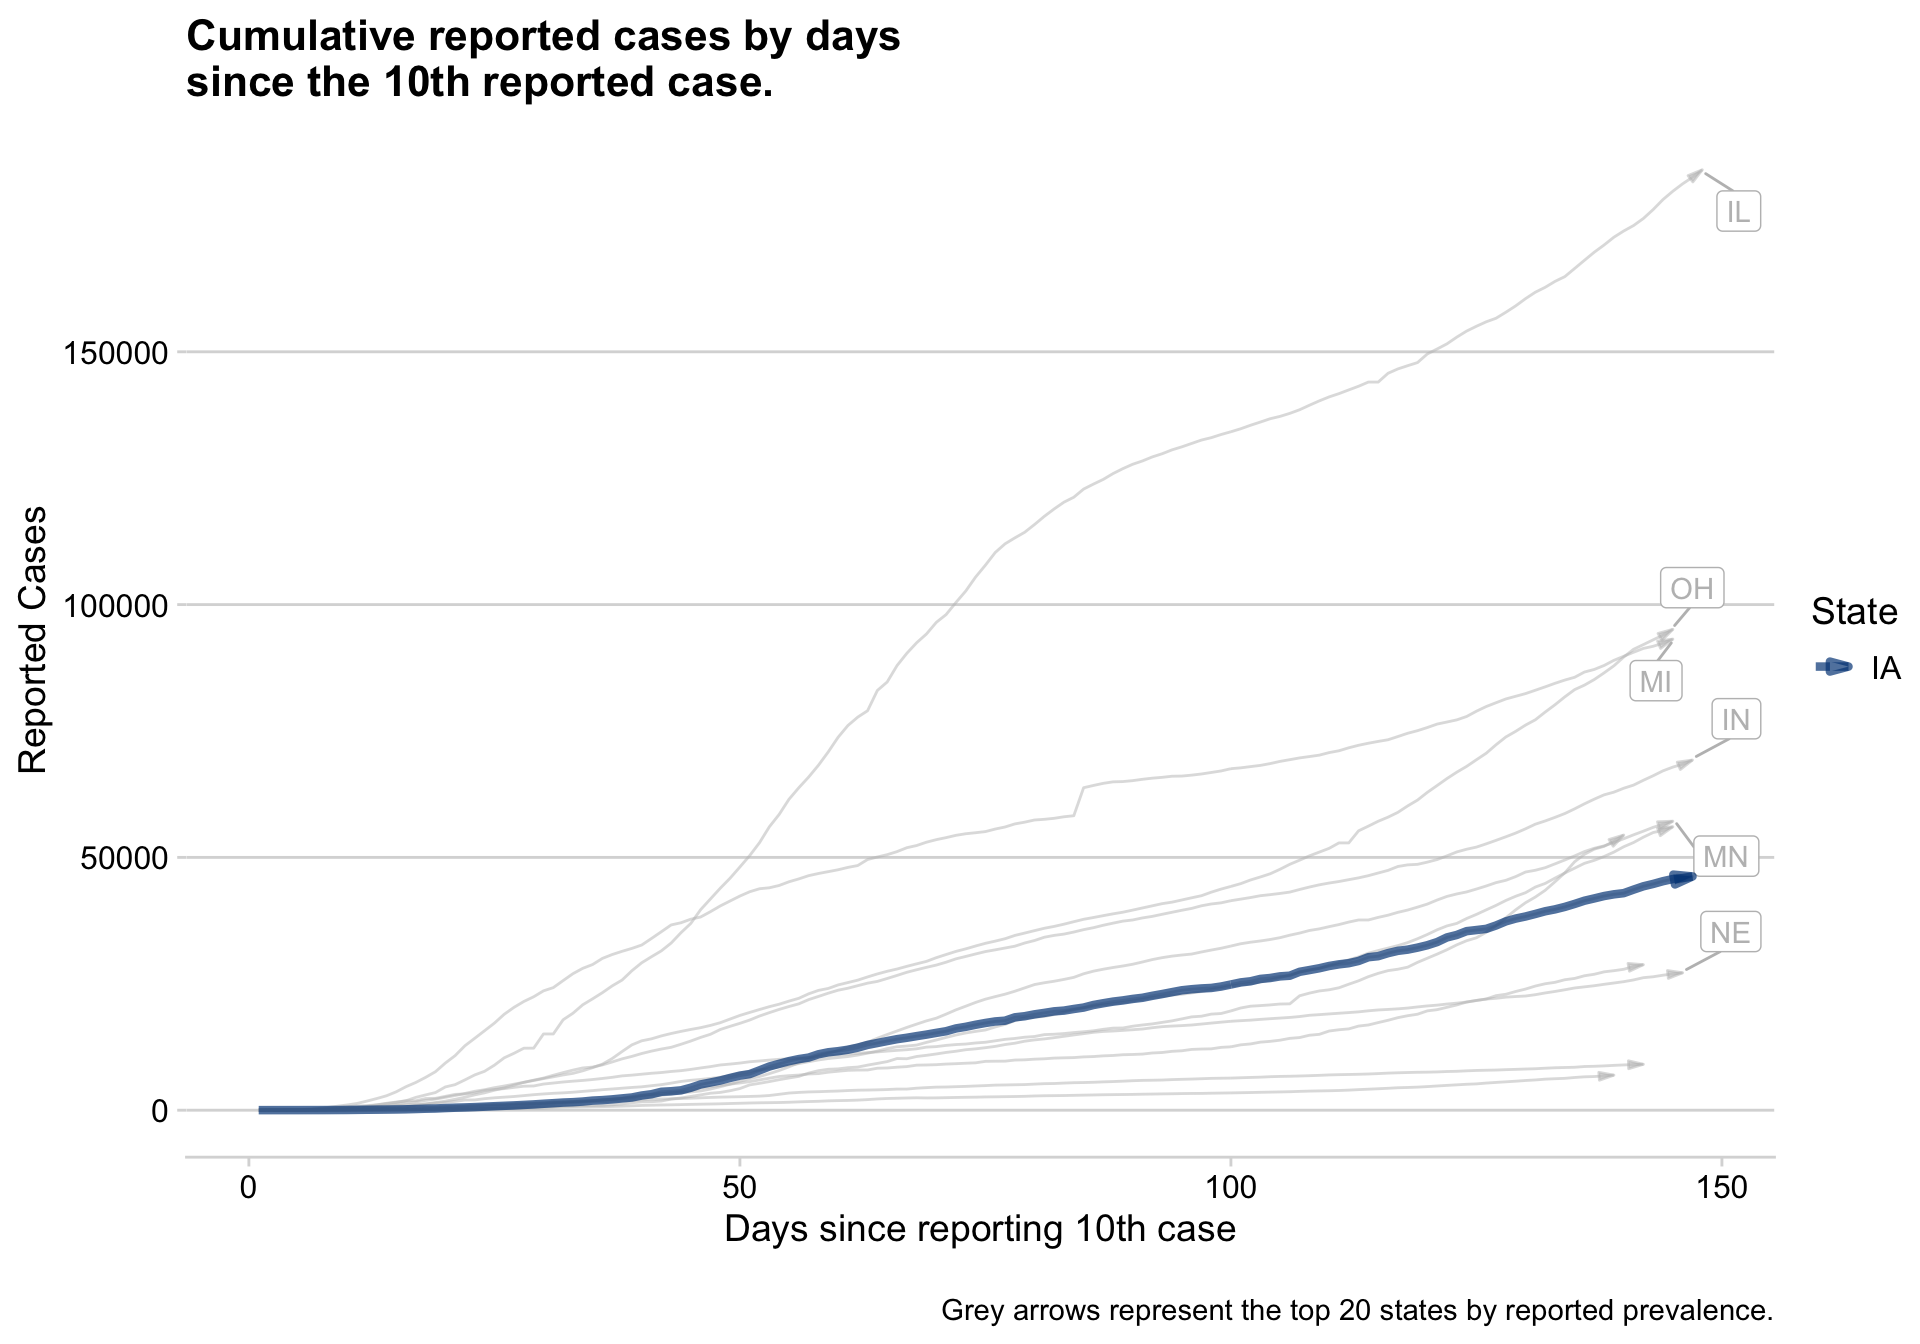 Cumulative reported cases by days
since the 10th reported case.
IL
150000
OH
100000
State
IA
MI
IN
Reported Cases
50000
MN
NE
0
0 50 100 150
Days since reporting 10th case
Grey arrows represent the top 20 states by reported prevalence.